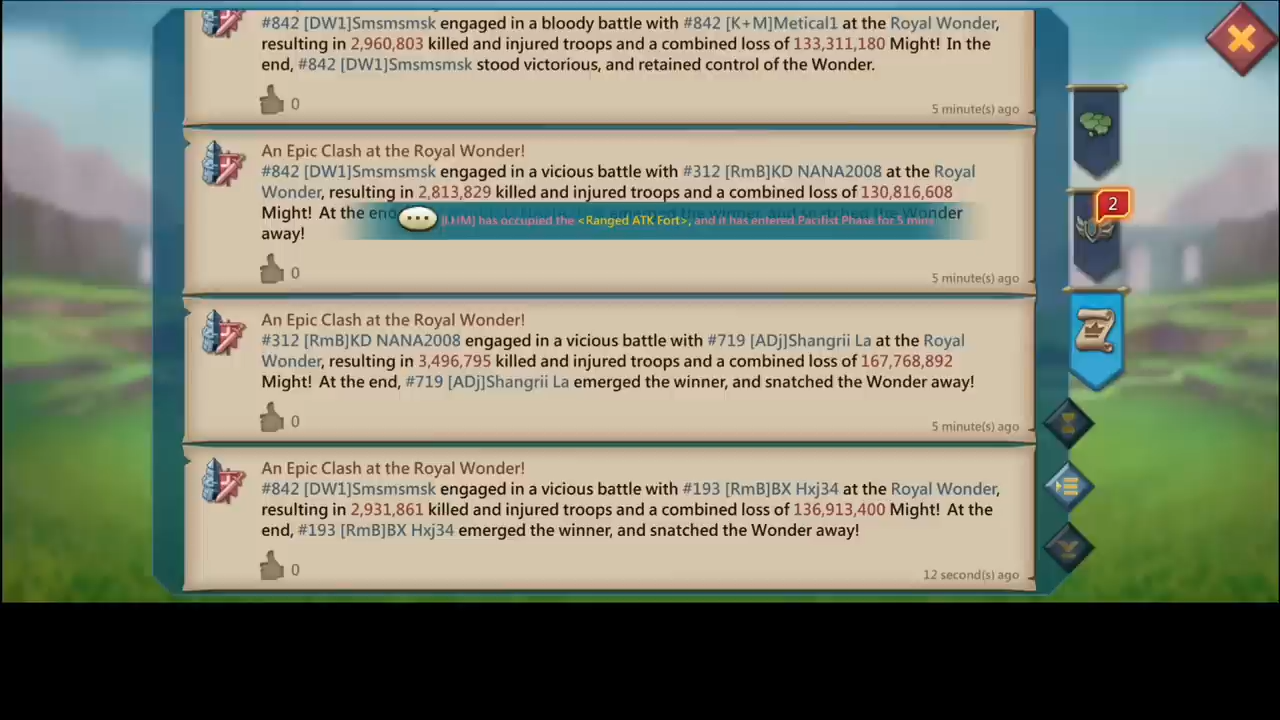 #842 [DW1]Smsmsmsk engaged in a bloody battle with #842 [K+M]Metical1 at the Royal Wonder,
resulting in 2,960,803 killed and injured troops and a combined loss of 133,311,180 Might! In the
end, #842 [DW1]Smsmsmsk stood victorious, and retained control of the Wonder.
0
5 minute(s) ago
An Epic Clash at the Royal Wonder!
#842 [DW1]Smsmsmsk engaged in a vicious battle with #312 [RmB]KD NANA2008 at the Royal
Wonder, resulting in 2,813,829 killed and injured troops and a combined loss of 130,816,608
Might! At the end, emerged the winner, and snatched the Wonder
has occupied the <Ranged ATK Fort>, and it has entered Pacifist Phase for 5 min
away!
0
5 minute(s) ago
2
An Epic Clash at the Royal Wonder!
#312 [RmB]KD NANA2008 engaged in a vicious battle with #719 [ADj]Shangrii La at the Royal
Wonder, resulting in 3,496,795 killed and injured troops and a combined loss of 167,768,892
Might! At the end, #719 [ADj]Shangrii La emerged the winner, and snatched the Wonder away!
0
5 minute(s) ago
An Epic Clash at the Royal Wonder!
#842 [DW1]Smsmsmsk engaged in a vicious battle with #193 [RmB]BX Hxj34 at the Royal Wonder,
resulting in 2,931,861 killed and injured troops and a combined loss of 136,913,400 Might! At the
end, #193 [RmB]BX Hxj34 emerged the winner, and snatched the Wonder away!
0
12 second(s) ago